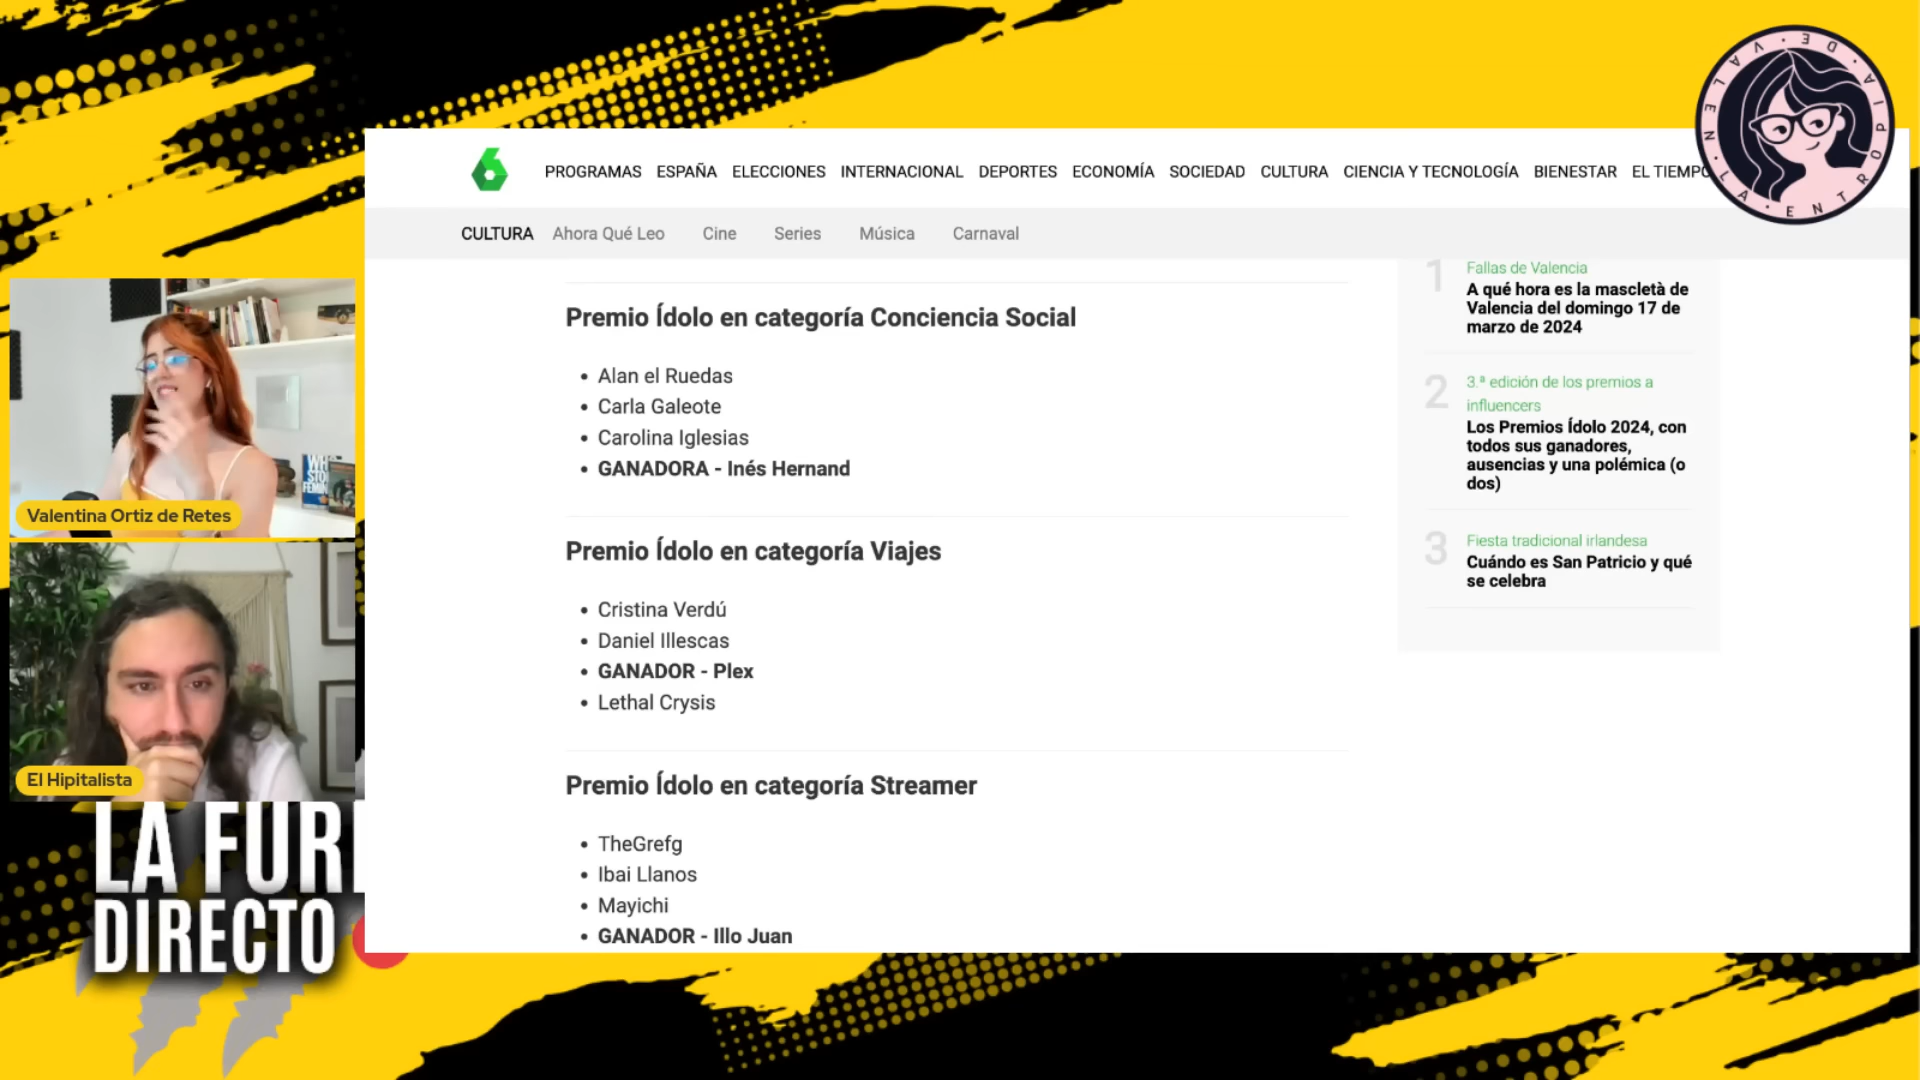 DE VALEN · LA · ENTROPIA ·
PROGRAMAS ESPAÑA ELECCIONES INTERNACIONAL DEPORTES ECONOMÍA SOCIEDAD CULTURA CIENCIA Y TECNOLOGÍA BIENESTAR EL TIEMPO
CULTURA Ahora Qué Leo Cine Series Música Carnaval
Premio Ídolo en categoría Conciencia Social
• Alan el Ruedas
• Carla Galeote
• Carolina Iglesias
• GANADORA - Inés Hernand
Premio Ídolo en categoría Viajes
• Cristina Verdú
• Daniel Illescas
• GANADOR - Plex
• Lethal Crysis
Premio Ídolo en categoría Streamer
• TheGrefg
• Ibai Llanos
• Mayichi
• GANADOR - Illo Juan
1
Fallas de Valencia
A qué hora es la mascletà de
Valencia del domingo 17 de
marzo de 2024
2
3.ª edición de los premios a
influencers
Los Premios Ídolo 2024, con
todos sus ganadores,
ausencias y una polémica (o
dos)
3
Fiesta tradicional irlandesa
Cuándo es San Patricio y qué
se celebra
Valentina Ortiz de Retes
El Hipitalista
LA FURI
DIRECTO